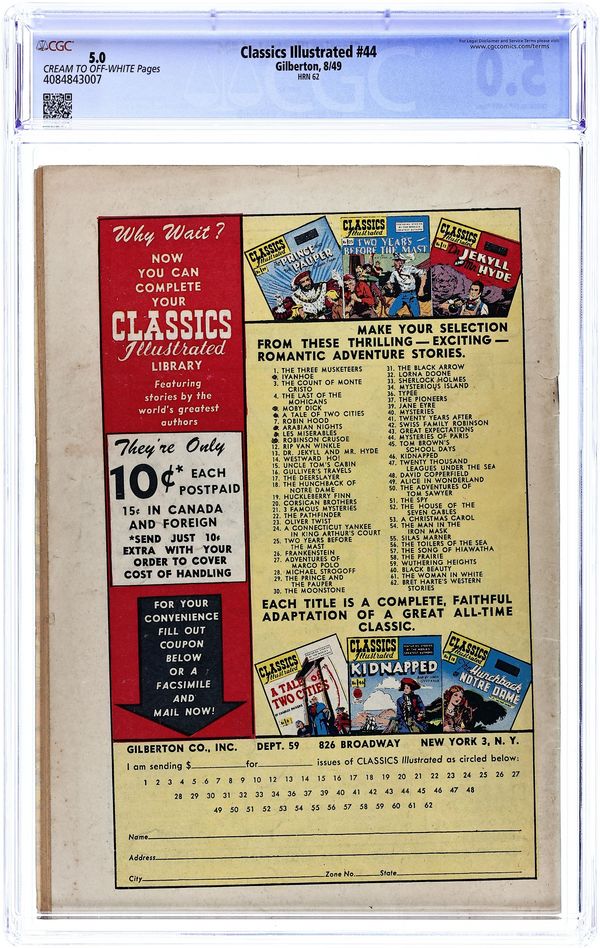 CGC
5.0
CREAM TO OFF-WHITE Pages
4084843007
Classics Illustrated #44
Gilberton, 8/49
HRN 62
For Legal Disclaimer and Service Terms please visit:
www.cgccomics.com/terms
Why Wait?
NOW
YOU CAN
COMPLETE
YOUR
CLASSICS
Illustrated
LIBRARY
Featuring
stories by the
world's greatest
authors
They're Only
10¢* EACH
POSTPAID
15¢ IN CANADA
AND FOREIGN
*SEND JUST 10¢
EXTRA WITH YOUR
ORDER TO COVER
COST OF HANDLING
FOR YOUR
CONVENIENCE
FILL OUT
COUPON
BELOW
OR A
FACSIMILE
AND
MAIL NOW!
CLASSICS Illustrated
The PRINCE and the PAUPER
CLASSICS Illustrated
TWO YEARS
BEFORE THE MAST
CLASSICS Illustrated
Dr. JEKYLL and Mr. HYDE
MAKE YOUR SELECTION
FROM THESE THRILLING — EXCITING —
ROMANTIC ADVENTURE STORIES.
1. THE THREE MUSKETEERS
IVANHOE
3. THE COUNT OF MONTE
CRISTO
4. THE LAST OF THE
MOHICANS
MOBY DICK
A TALE OF TWO CITIES
7. ROBIN HOOD
ARABIAN NIGHTS
LES MISERABLES
ROBINSON CRUSOE
12. RIP VAN WINKLE
13. DR. JEKYLL AND MR. HYDE
14. WESTWARD HO!
15. UNCLE TOM'S CABIN
16. GULLIVER'S TRAVELS
17. THE DEERSLAYER
18. THE HUNCHBACK OF
NOTRE DAME
19. HUCKLEBERRY FINN
20. CORSICAN BROTHERS
21. 3 FAMOUS MYSTERIES
22. THE PATHFINDER
23. OLIVER TWIST
24. A CONNECTICUT YANKEE
IN KING ARTHUR'S COURT
25. TWO YEARS BEFORE
THE MAST
26. FRANKENSTEIN
27. ADVENTURES OF
MARCO POLO
28. MICHAEL STROGOFF
29. THE PRINCE AND
THE PAUPER
30. THE MOONSTONE
31. THE BLACK ARROW
32. LORNA DOONE
33. SHERLOCK HOLMES
34. MYSTERIOUS ISLAND
36. TYPEE
37. THE PIONEERS
39. JANE EYRE
40. MYSTERIES
41. TWENTY YEARS AFTER
42. SWISS FAMILY ROBINSON
43. GREAT EXPECTATIONS
44. MYSTERIES OF PARIS
45. TOM BROWN'S
SCHOOL DAYS
46. KIDNAPPED
47. TWENTY THOUSAND
LEAGUES UNDER THE SEA
48. DAVID COPPERFIELD
49. ALICE IN WONDERLAND
50. THE ADVENTURES OF
TOM SAWYER
51. THE SPY
52. THE HOUSE OF THE
SEVEN GABLES
53. A CHRISTMAS CAROL
54. THE MAN IN THE
IRON MASK
55. SILAS MARNER
56. THE TOILERS OF THE SEA
57. THE SONG OF HIAWATHA
58. THE PRAIRIE
59. WUTHERING HEIGHTS
60. BLACK BEAUTY
61. THE WOMAN IN WHITE
62. BRET HARTE'S WESTERN
STORIES
EACH TITLE IS A COMPLETE, FAITHFUL
ADAPTATION OF A GREAT ALL-TIME
CLASSIC.
CLASSICS Illustrated
A TALE OF
TWO CITIES
CLASSICS Illustrated
KIDNAPPED
CLASSICS Illustrated
The Hunchback of
NOTRE DAME
GILBERTON CO., INC. DEPT. 59 826 BROADWAY NEW YORK 3, N. Y.
I am sending $ for issues of CLASSICS Illustrated as circled below:
1 2 3 4 5 6 7 8 9 10 12 13 14 15 16 17 18 19 20 21 22 23 24 25 26 27
28 29 30 31 32 33 34 36 37 39 40 41 42 43 44 45 46 47 48
49 50 51 52 53 54 55 56 57 58 59 60 61 62
Name
Address
City Zone No. State